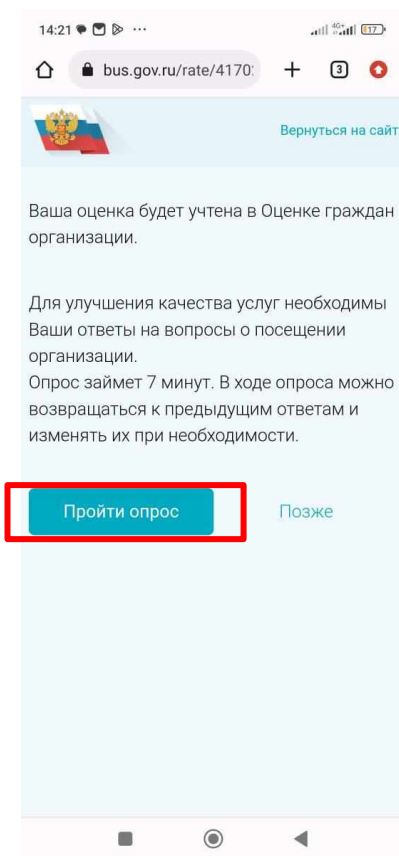 14:21 ... 4G+ 17
bus.gov.ru/rate/4170: 3
Вернуться на сайт
Ваша оценка будет учтена в Оценке граждан
организации.
Для улучшения качества услуг необходимы
Ваши ответы на вопросы о посещении
организации.
Опрос займет 7 минут. В ходе опроса можно
возвращаться к предыдущим ответам и
изменять их при необходимости.
Пройти опрос Позже